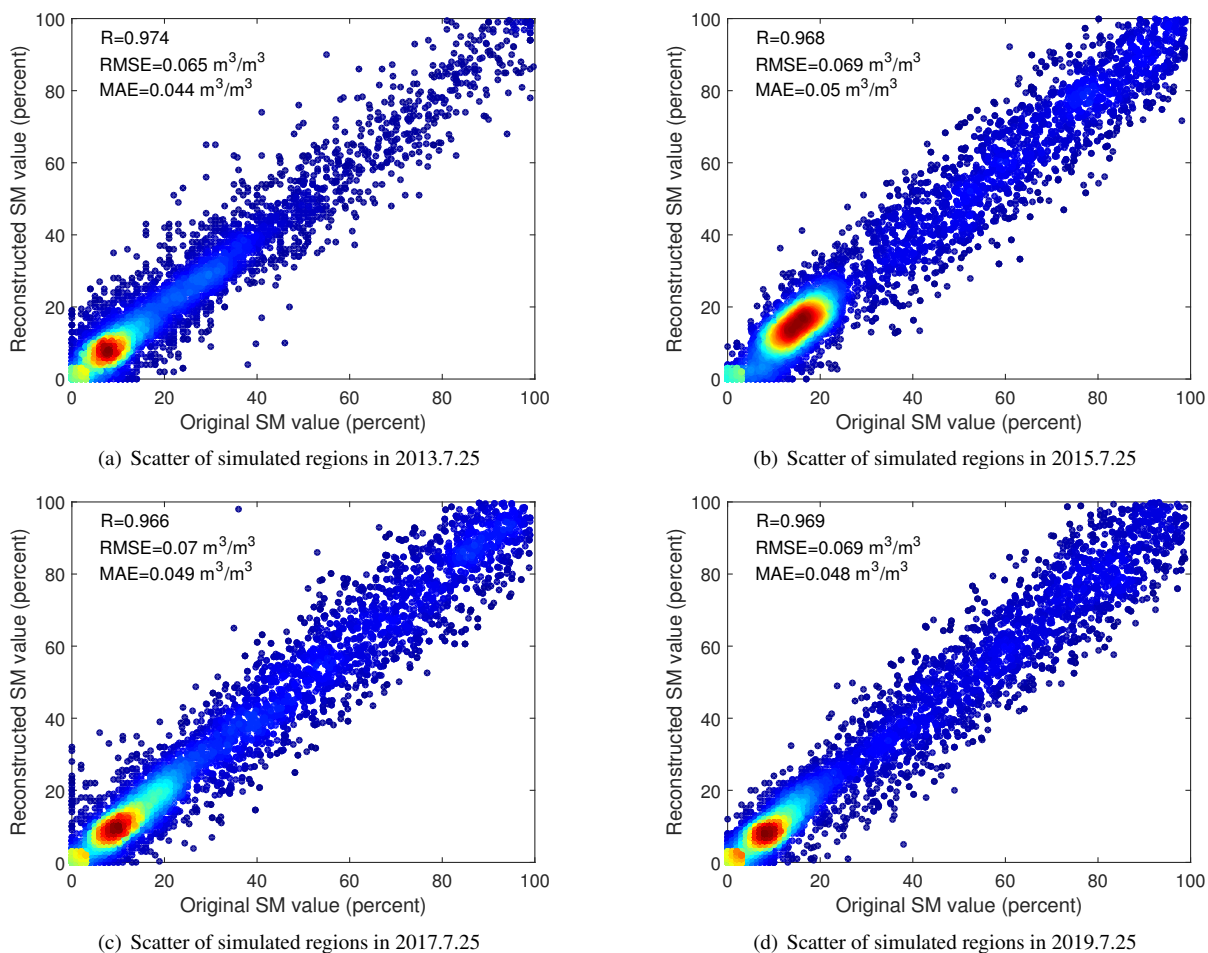 R=0.974
RMSE=0.065 m³/m³
MAE=0.044 m³/m³
Reconstructed SM value (percent)
100
80
60
40
20
0
0 20 40 60 80 100
Original SM value (percent)
(a) Scatter of simulated regions in 2013.7.25
R=0.968
RMSE=0.069 m³/m³
MAE=0.05 m³/m³
Reconstructed SM value (percent)
100
80
60
40
20
0
0 20 40 60 80 100
Original SM value (percent)
(b) Scatter of simulated regions in 2015.7.25
R=0.966
RMSE=0.07 m³/m³
MAE=0.049 m³/m³
Reconstructed SM value (percent)
100
80
60
40
20
0
0 20 40 60 80 100
Original SM value (percent)
(c) Scatter of simulated regions in 2017.7.25
R=0.969
RMSE=0.069 m³/m³
MAE=0.048 m³/m³
Reconstructed SM value (percent)
100
80
60
40
20
0
0 20 40 60 80 100
Original SM value (percent)
(d) Scatter of simulated regions in 2019.7.25